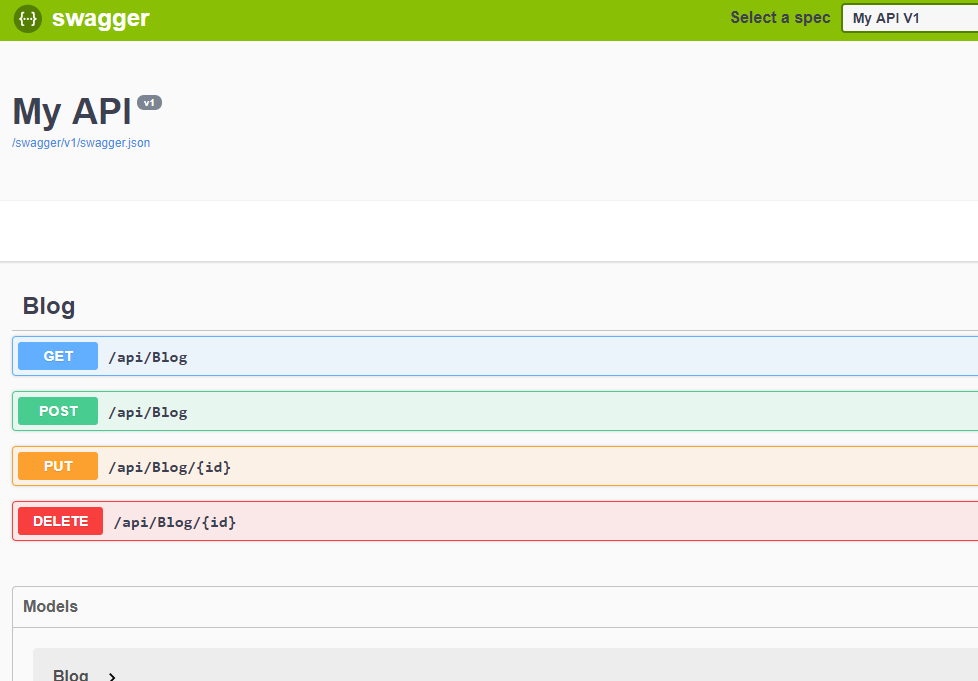 {··} swagger Select a spec My API V1
My API v1
/swagger/v1/swagger.json
Blog
GET /api/Blog
POST /api/Blog
PUT /api/Blog/{id}
DELETE /api/Blog/{id}
Models
Blog